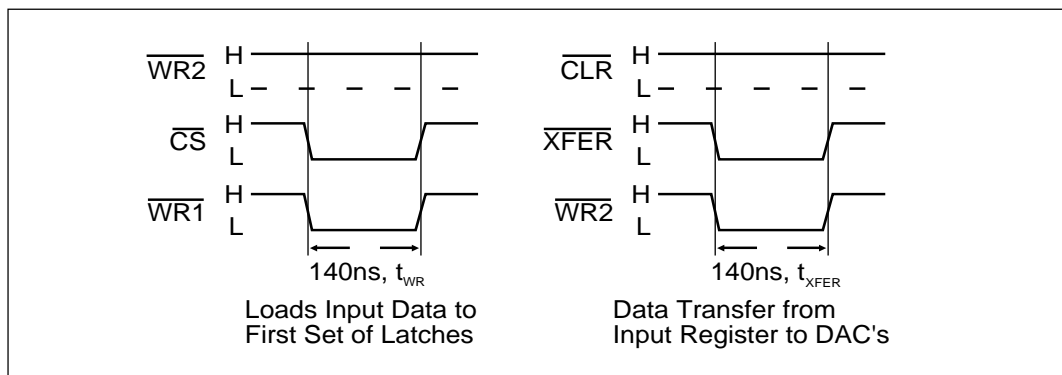 WR2 H
L
CS H
L
WR1 H
L
140ns, tWR
Loads Input Data to
First Set of Latches
CLR H
L
XFER H
L
WR2 H
L
140ns, tXFER
Data Transfer from
Input Register to DAC's